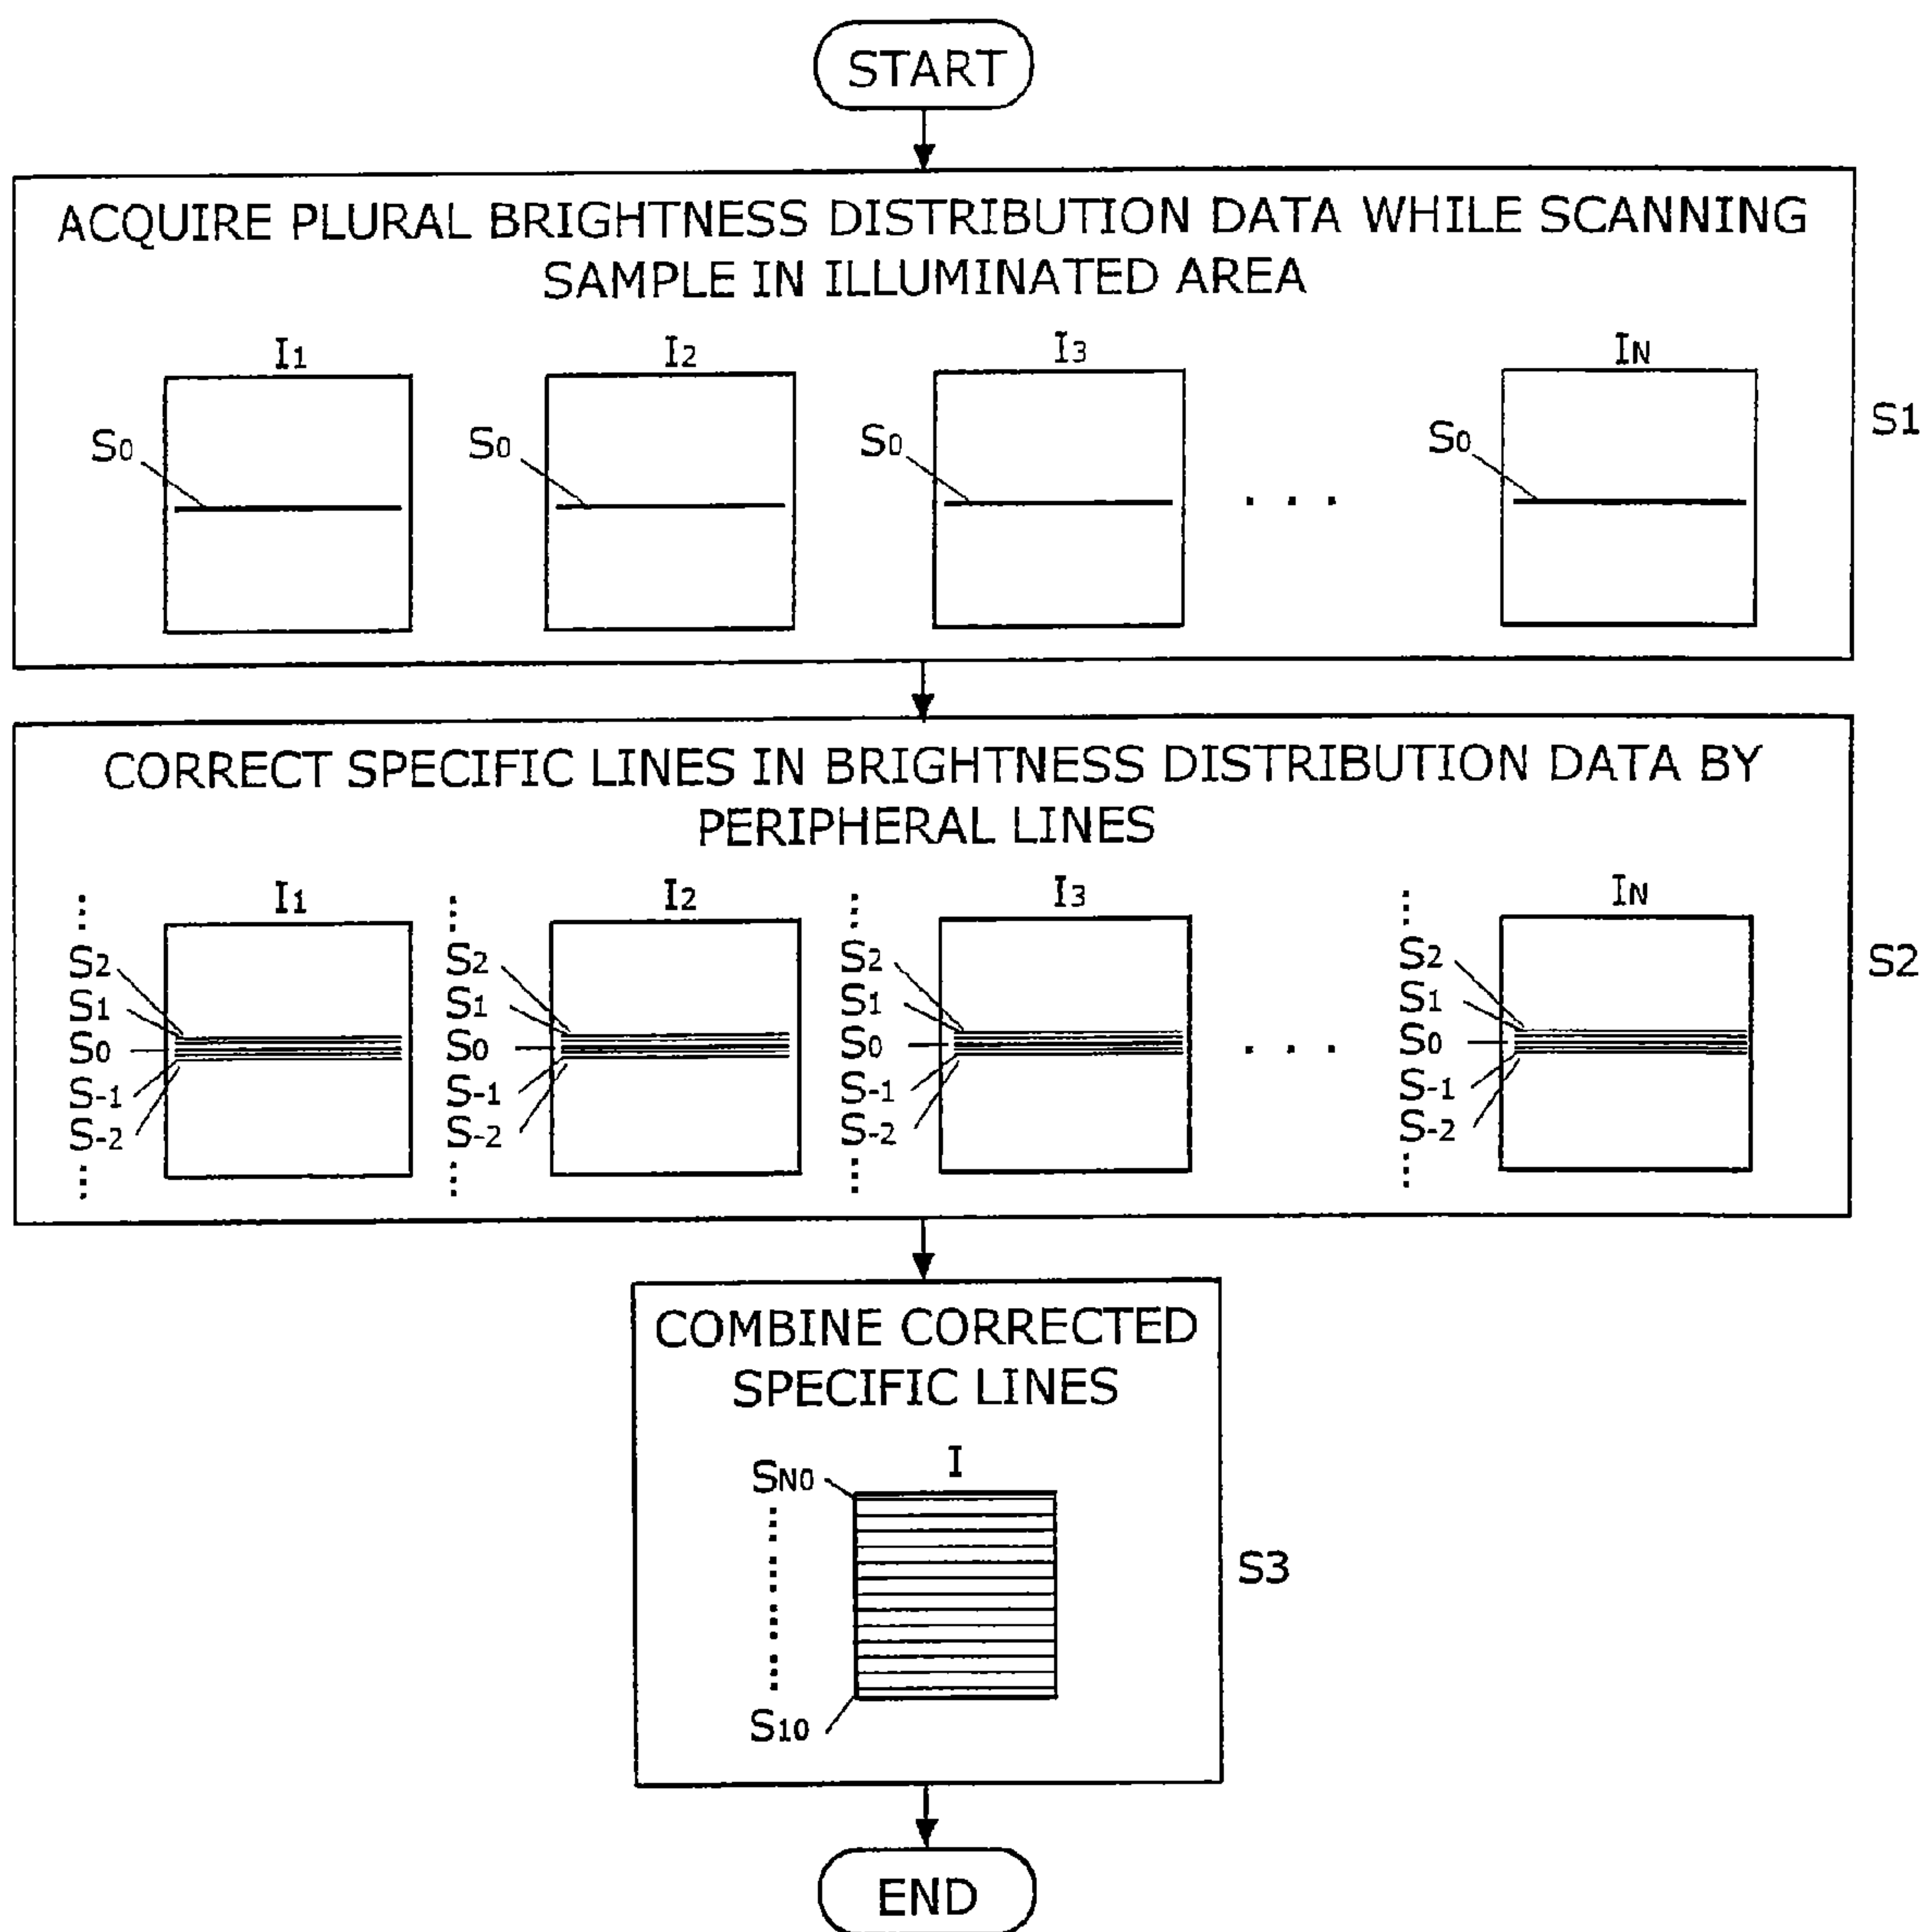 START
ACQUIRE PLURAL BRIGHTNESS DISTRIBUTION DATA WHILE SCANNING
SAMPLE IN ILLUMINATED AREA
I1 I2 I3 IN
S0 S0 S0 . . . S0
S1
CORRECT SPECIFIC LINES IN BRIGHTNESS DISTRIBUTION DATA BY
PERIPHERAL LINES
I1 I2 I3 IN
S2 S2 S2 S2
S1 S1 S1 S1
S0 S0 S0 . . . S0
S-1 S-1 S-1 S-1
S-2 S-2 S-2 S-2
S2
COMBINE CORRECTED
SPECIFIC LINES
I
SN0
S10
S3
END